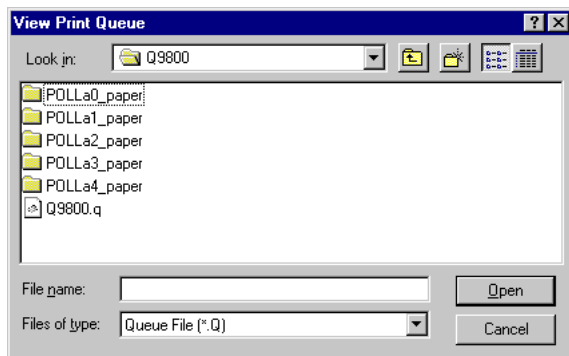 View Print Queue
Look in: Q9800
POLLa0_paper
POLLa1_paper
POLLa2_paper
POLLa3_paper
POLLa4_paper
Q9800.q
File name: Open
Files of type: Queue File (*.Q) Cancel